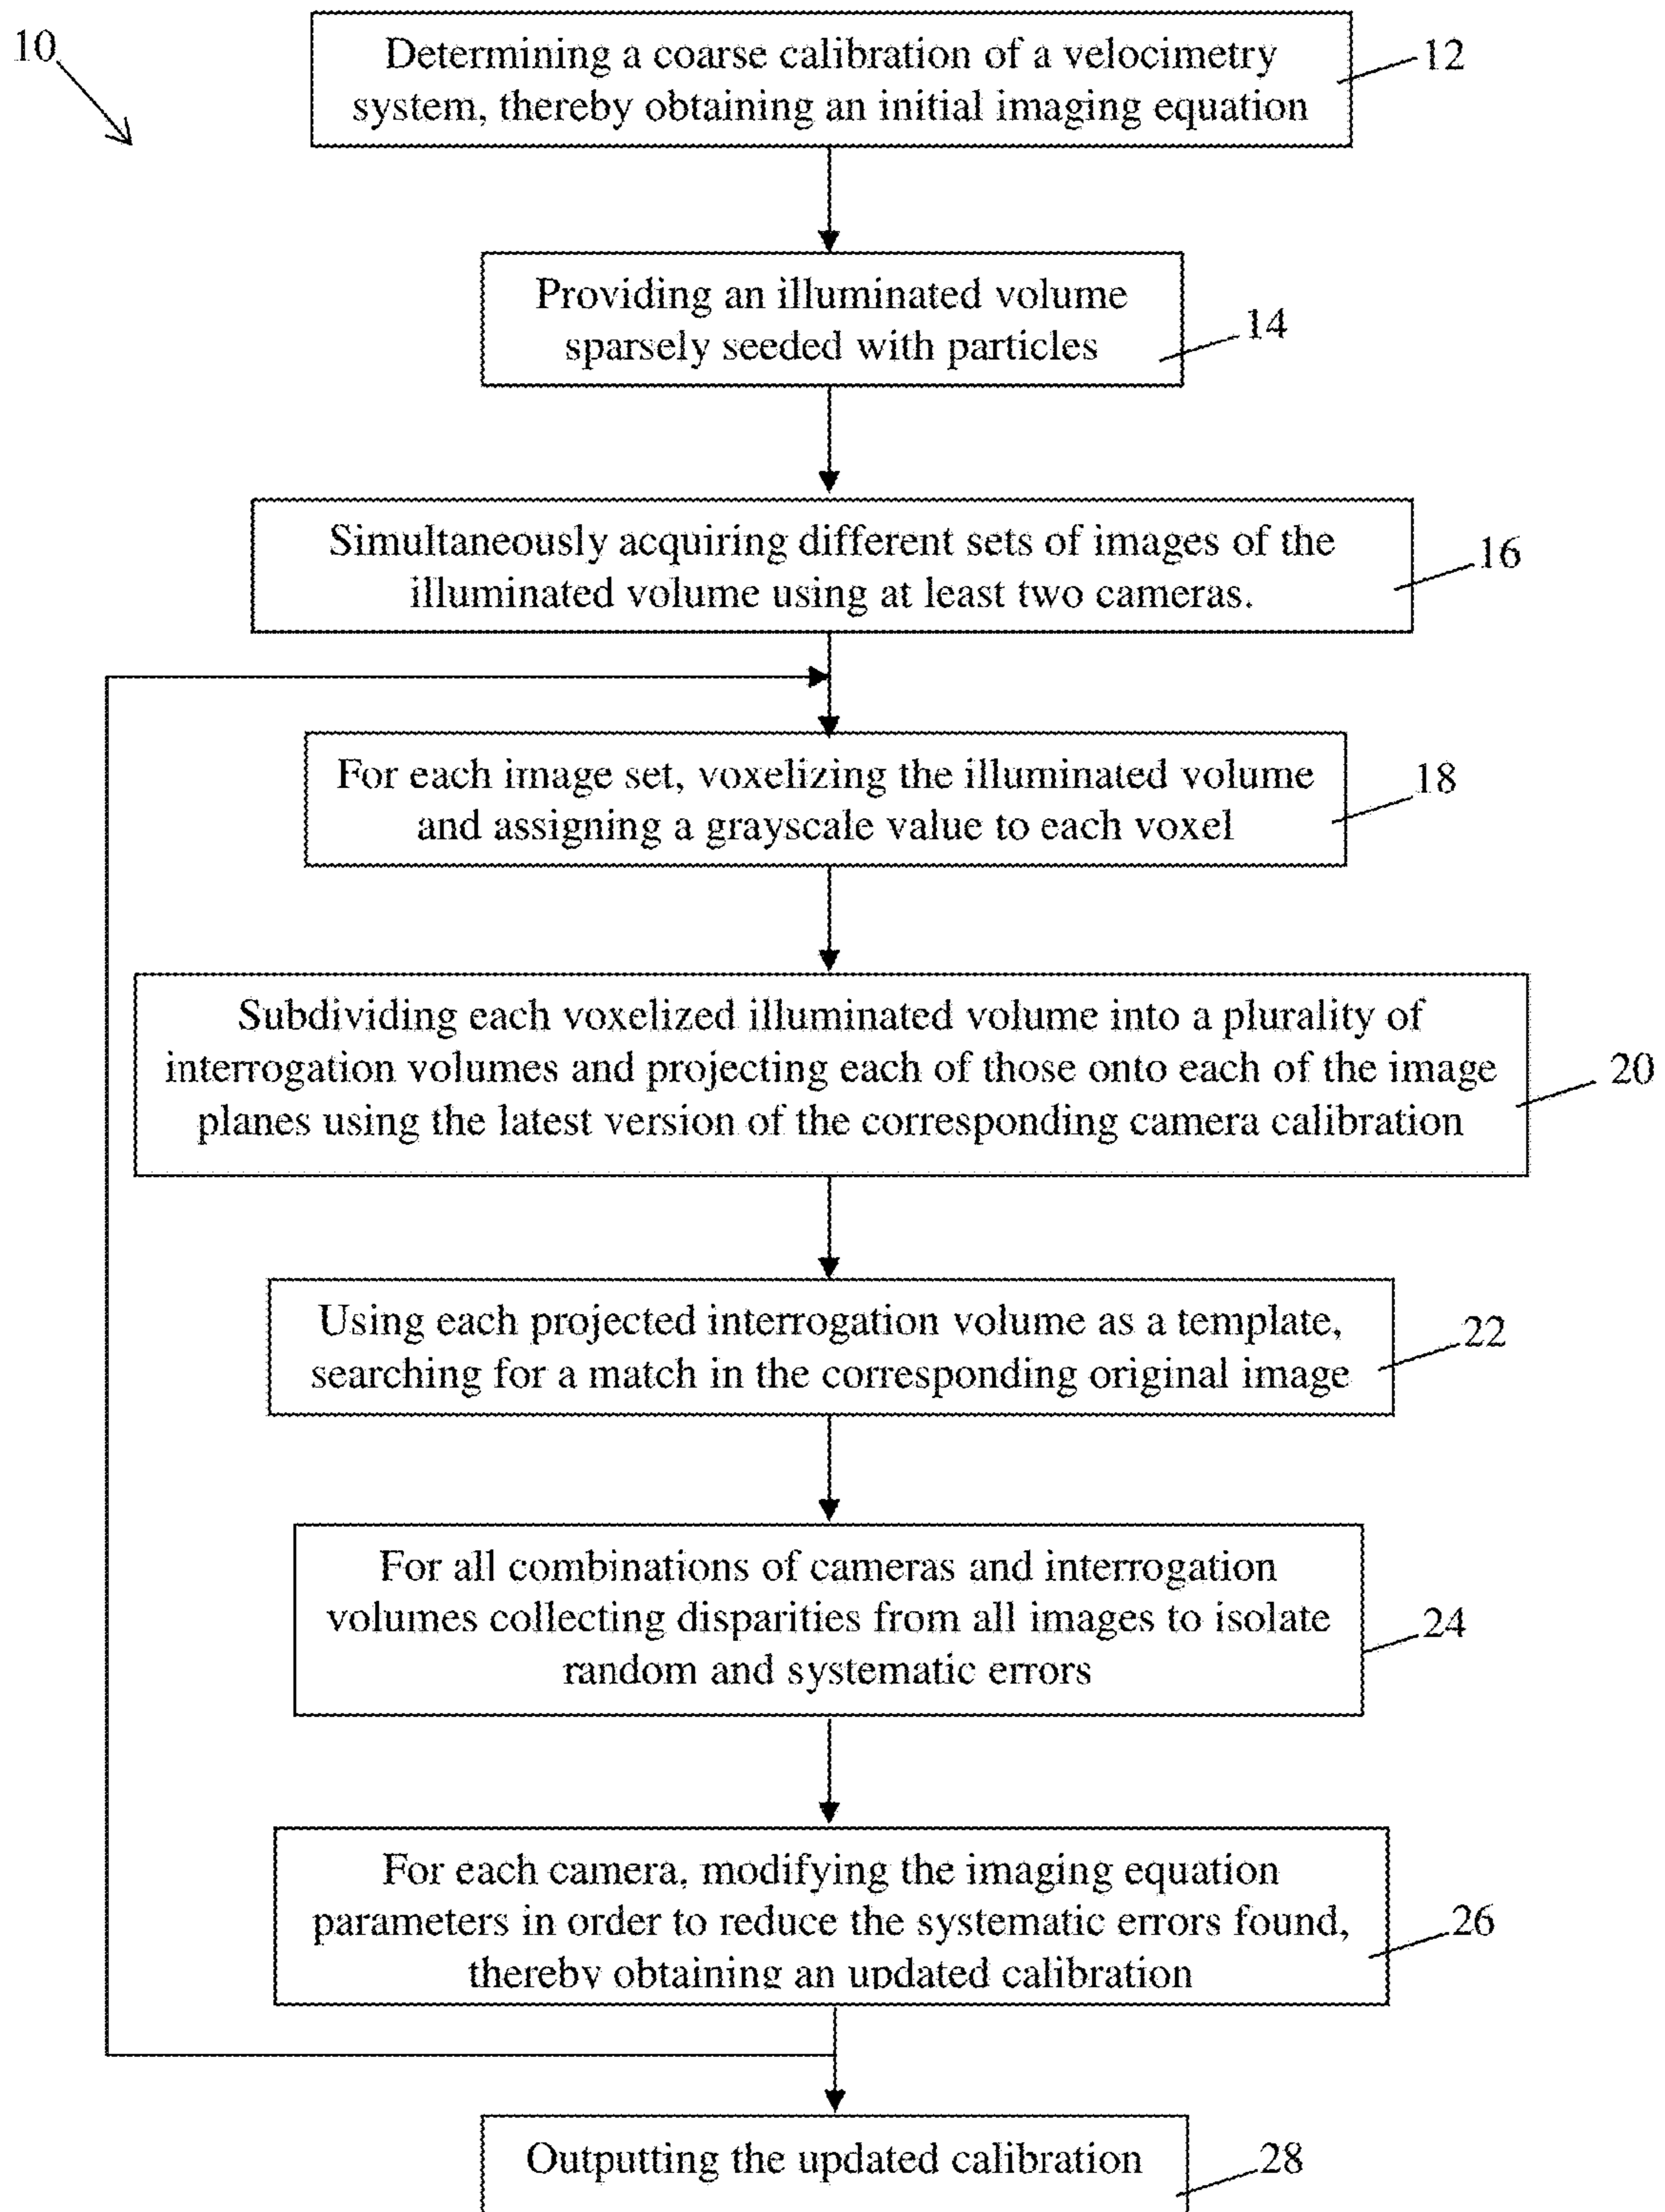 10
Determining a coarse calibration of a velocimetry
system, thereby obtaining an initial imaging equation
12
Providing an illuminated volume
sparsely seeded with particles
14
Simultaneously acquiring different sets of images of the
illuminated volume using at least two cameras.
16
For each image set, voxelizing the illuminated volume
and assigning a grayscale value to each voxel
18
Subdividing each voxelized illuminated volume into a plurality of
interrogation volumes and projecting each of those onto each of the image
planes using the latest version of the corresponding camera calibration
20
Using each projected interrogation volume as a template,
searching for a match in the corresponding original image
22
For all combinations of cameras and interrogation
volumes collecting disparities from all images to isolate
random and systematic errors
24
For each camera, modifying the imaging equation
parameters in order to reduce the systematic errors found,
thereby obtaining an updated calibration
26
Outputting the updated calibration
28